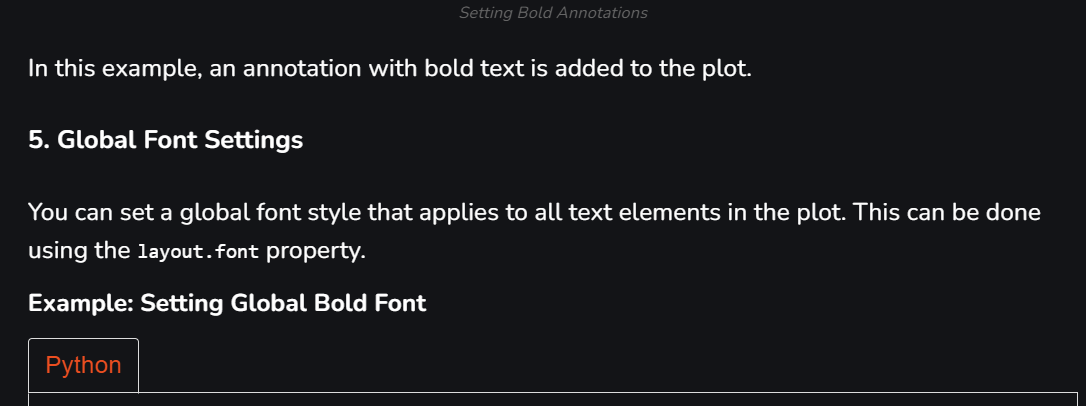 Setting Bold Annotations
In this example, an annotation with bold text is added to the plot.
5. Global Font Settings
You can set a global font style that applies to all text elements in the plot. This can be done
using the layout.font property.
Example: Setting Global Bold Font
Python